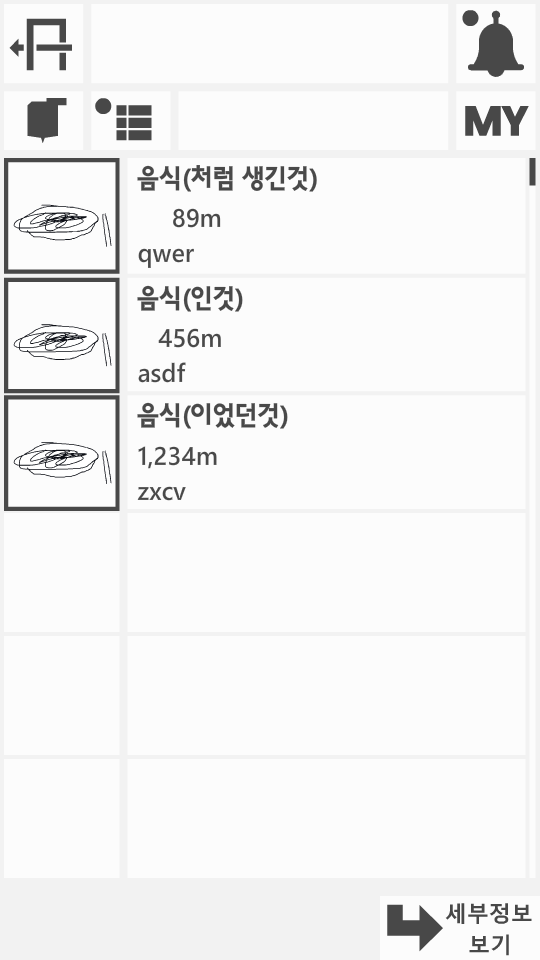 MY
음식(처럼 생긴것)
89m
qwer
음식(인것)
456m
asdf
음식(이었던것)
1,234m
zxcv
세부정보
보기